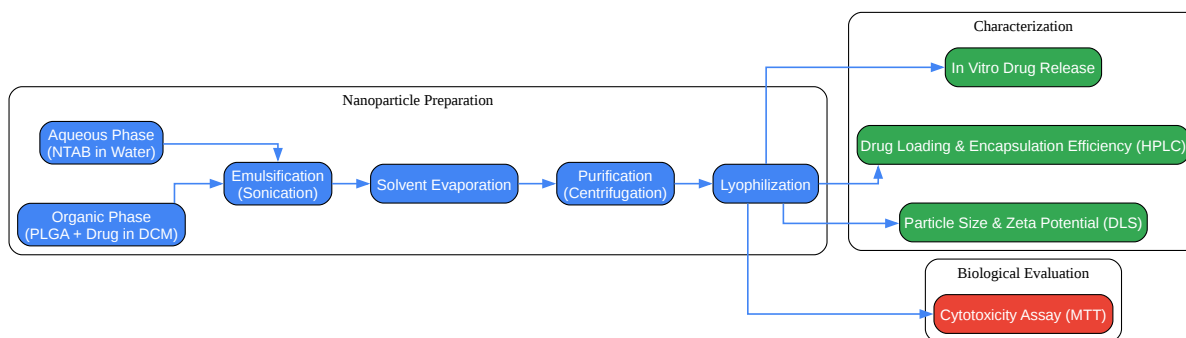 Nanoparticle Preparation
Aqueous Phase
(NTAB in Water)
Organic Phase
(PLGA + Drug in DCM)
Emulsification
(Sonication)
Solvent Evaporation
Purification
(Centrifugation)
Lyophilization
Characterization
In Vitro Drug Release
Drug Loading & Encapsulation Efficiency (HPLC)
Particle Size & Zeta Potential (DLS)
Biological Evaluation
Cytotoxicity Assay (MTT)